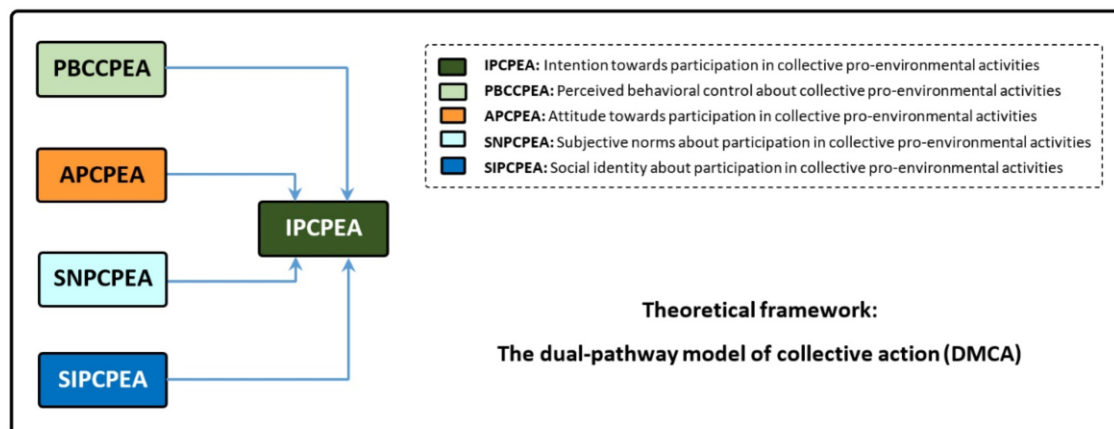 PBCCPEA
APCPEA
SNPCPEA
SIPCPEA
IPCPEA
IPCPEA: Intention towards participation in collective pro-environmental activities
PBCCPEA: Perceived behavioral control about collective pro-environmental activities
APCPEA: Attitude towards participation in collective pro-environmental activities
SNPCPEA: Subjective norms about participation in collective pro-environmental activities
SIPCPEA: Social identity about participation in collective pro-environmental activities
Theoretical framework:
The dual-pathway model of collective action (DMCA)